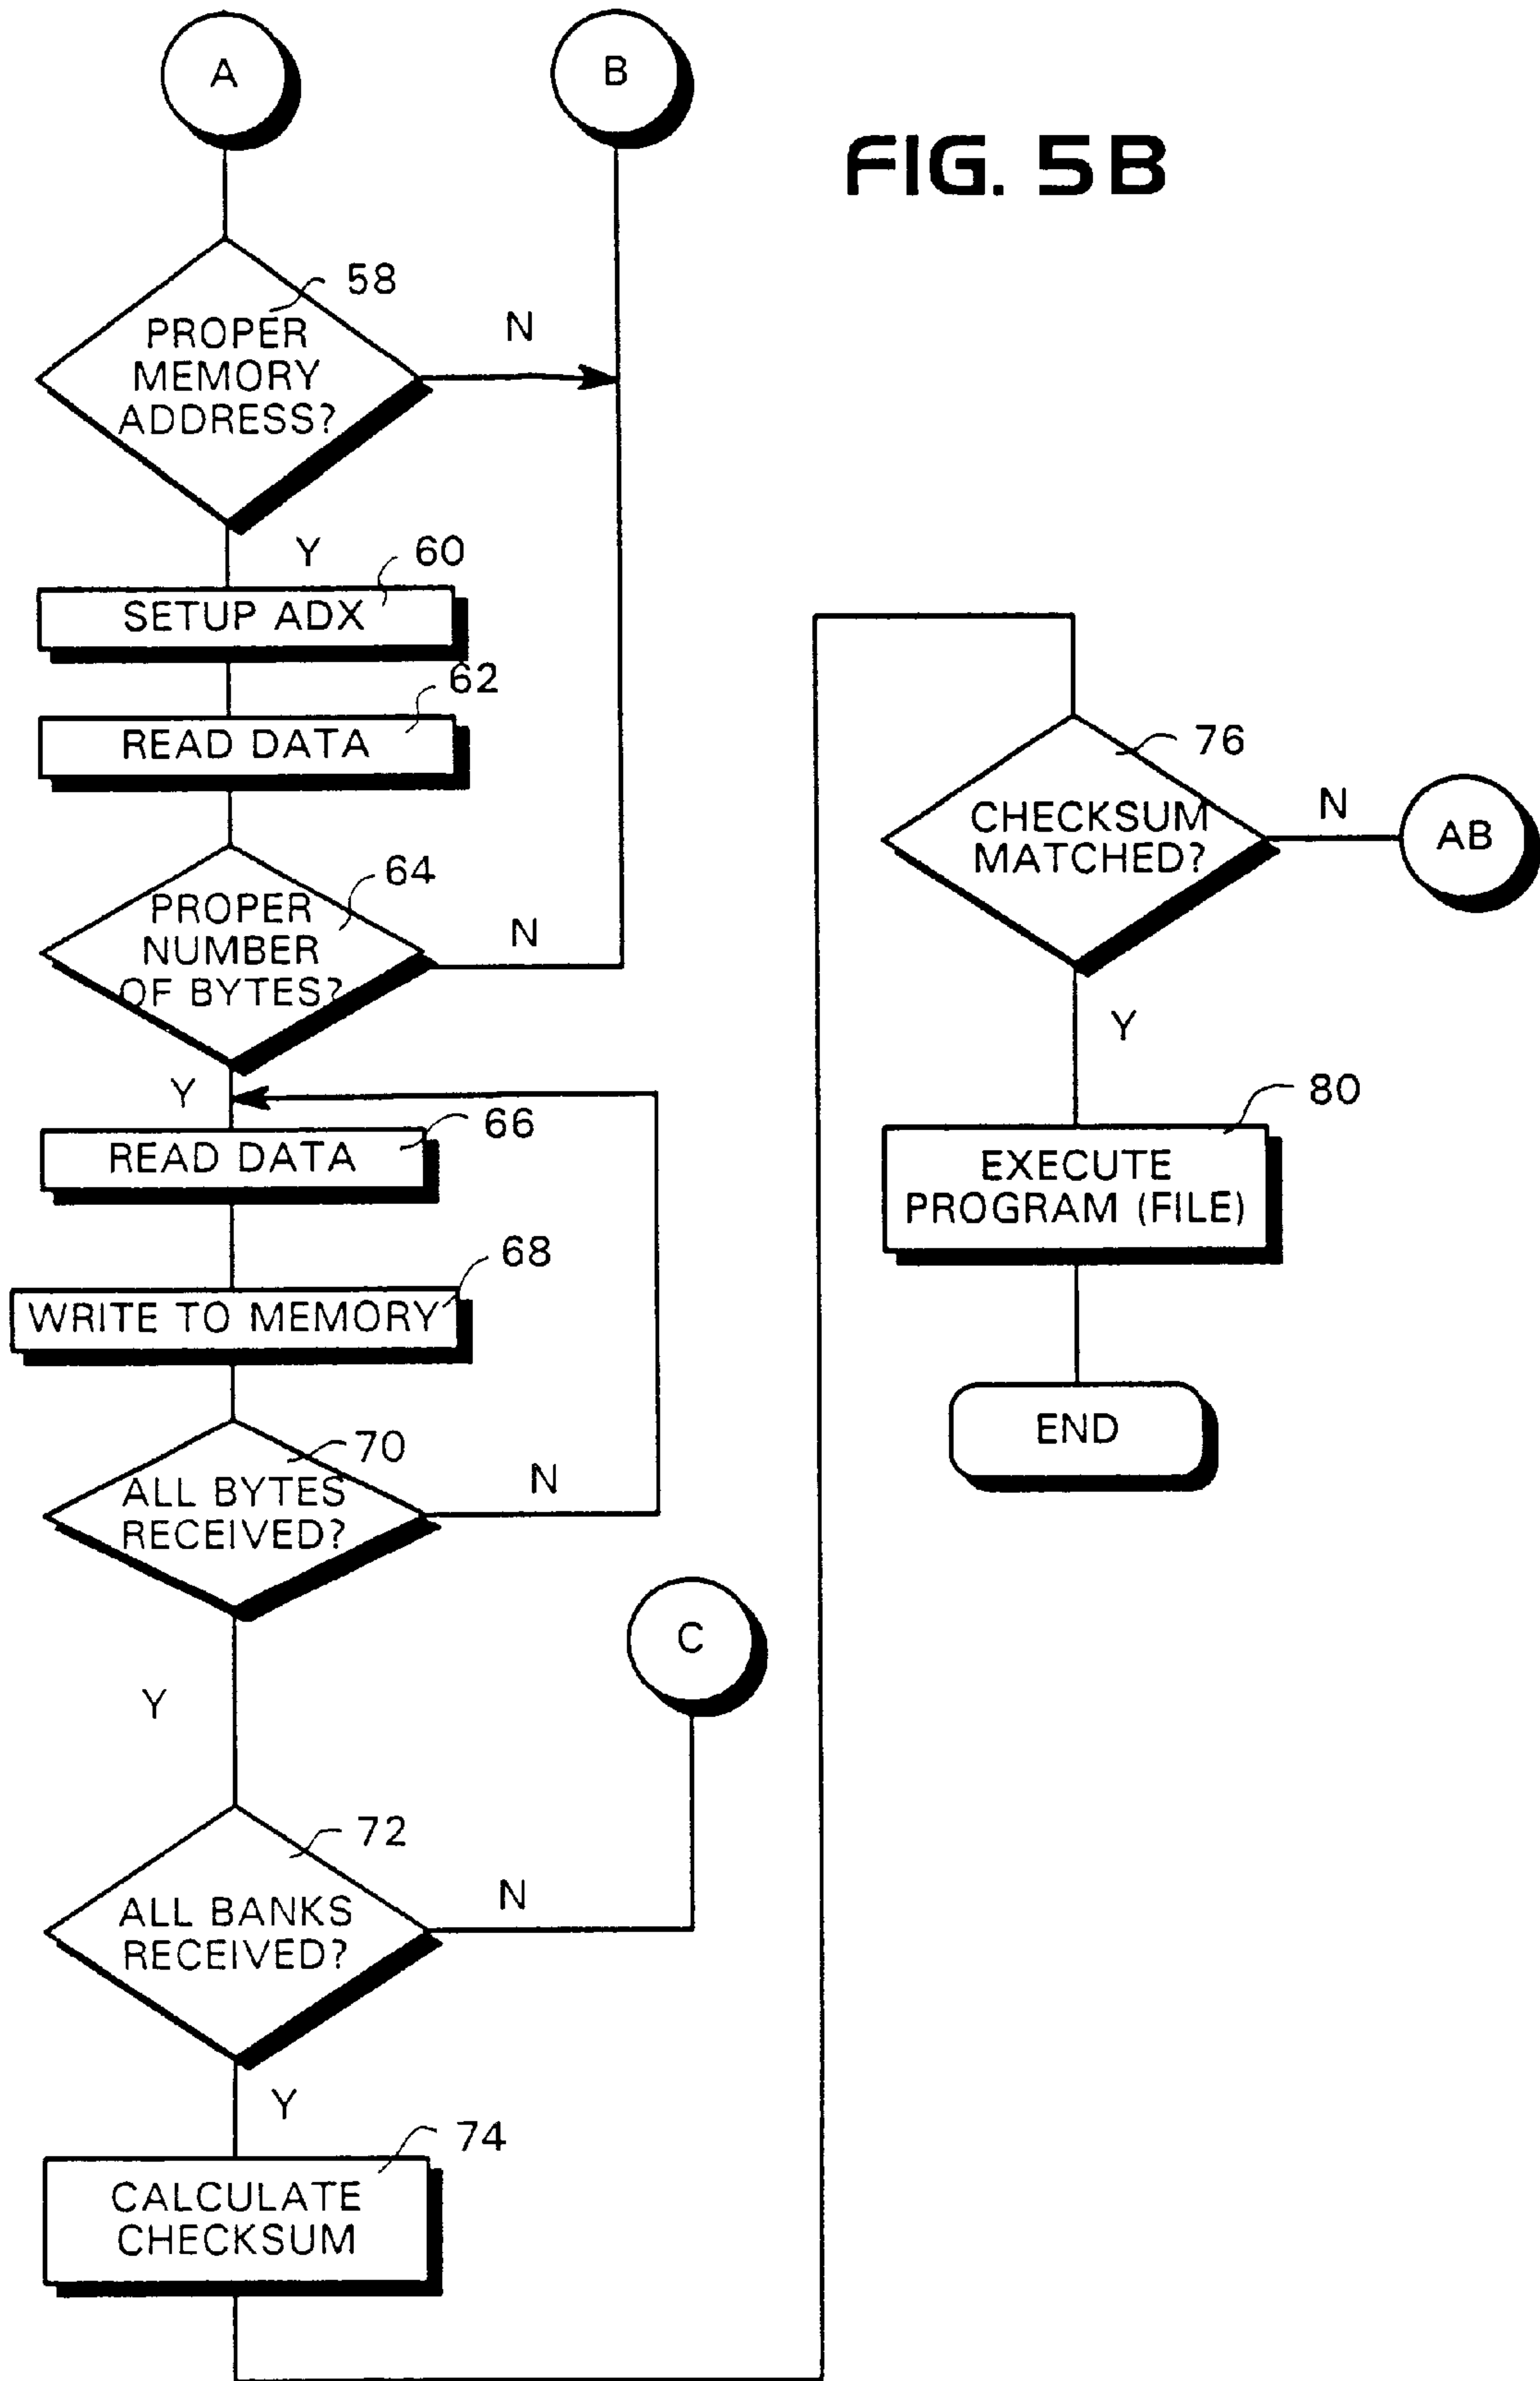 A
B
FIG. 5B
58
PROPER
MEMORY
ADDRESS?
N
Y
60
SETUP ADX
62
READ DATA
64
PROPER
NUMBER
OF BYTES?
N
Y
66
READ DATA
68
WRITE TO MEMORY
70
ALL BYTES
RECEIVED?
N
Y
C
72
ALL BANKS
RECEIVED?
N
Y
74
CALCULATE
CHECKSUM
76
CHECKSUM
MATCHED?
N
AB
Y
80
EXECUTE
PROGRAM (FILE)
END